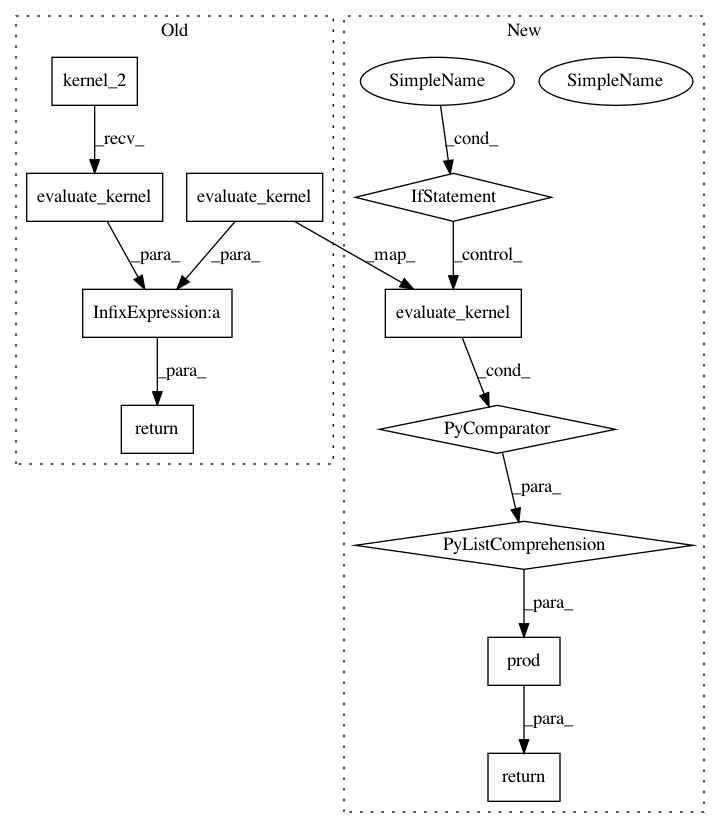 Old
New
kernel_2
SimpleName
SimpleName
_recv_
_cond_
evaluate_kernel
evaluate_kernel
IfStatement
_para_
_para_
_map_
_control_
InfixExpression:a
evaluate_kernel
_para_
_cond_
return
PyComparator
_para_
PyListComprehension
_para_
prod
_para_
return